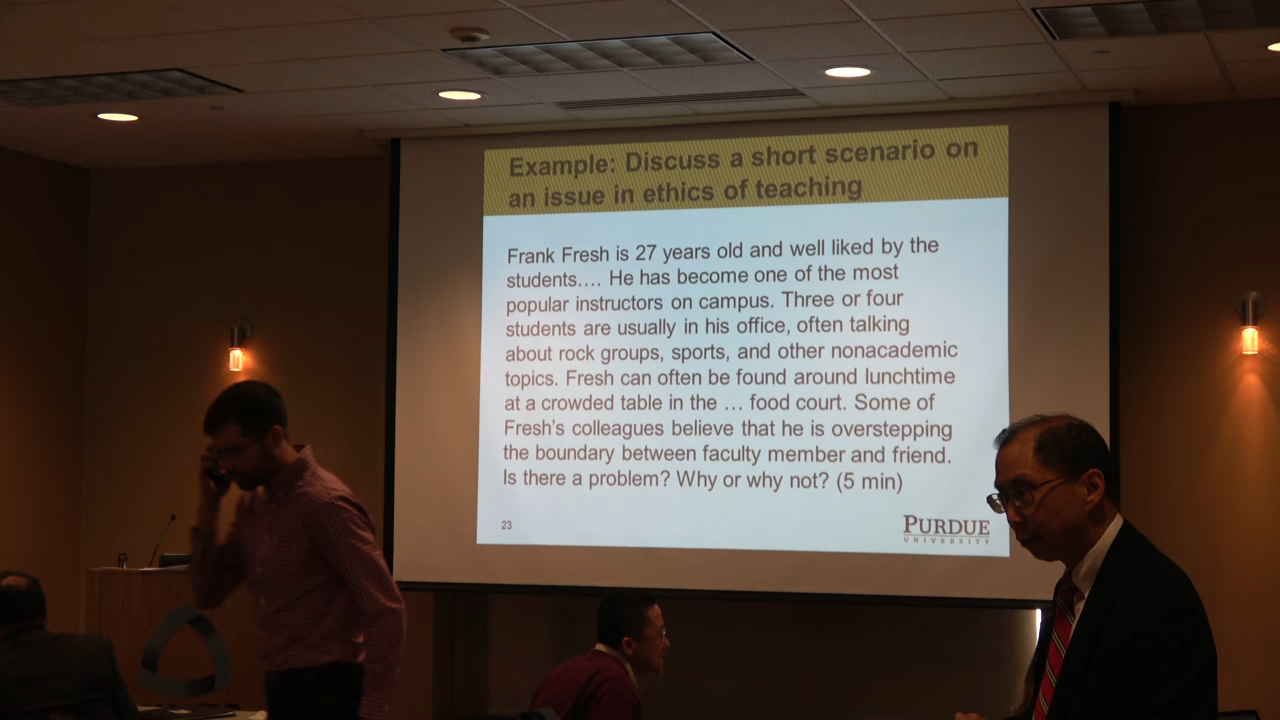 Example: Discuss a short scenario on
an issue in ethics of teaching
Frank Fresh is 27 years old and well liked by the
students.... He has become one of the most
popular instructors on campus. Three or four
students are usually in his office, often talking
about rock groups, sports, and other nonacademic
topics. Fresh can often be found around lunchtime
at a crowded table in the ... food court. Some of
Fresh's colleagues believe that he is overstepping
the boundary between faculty member and friend.
Is there a problem? Why or why not? (5 min)
23
PURDUE
UNIVERSITY